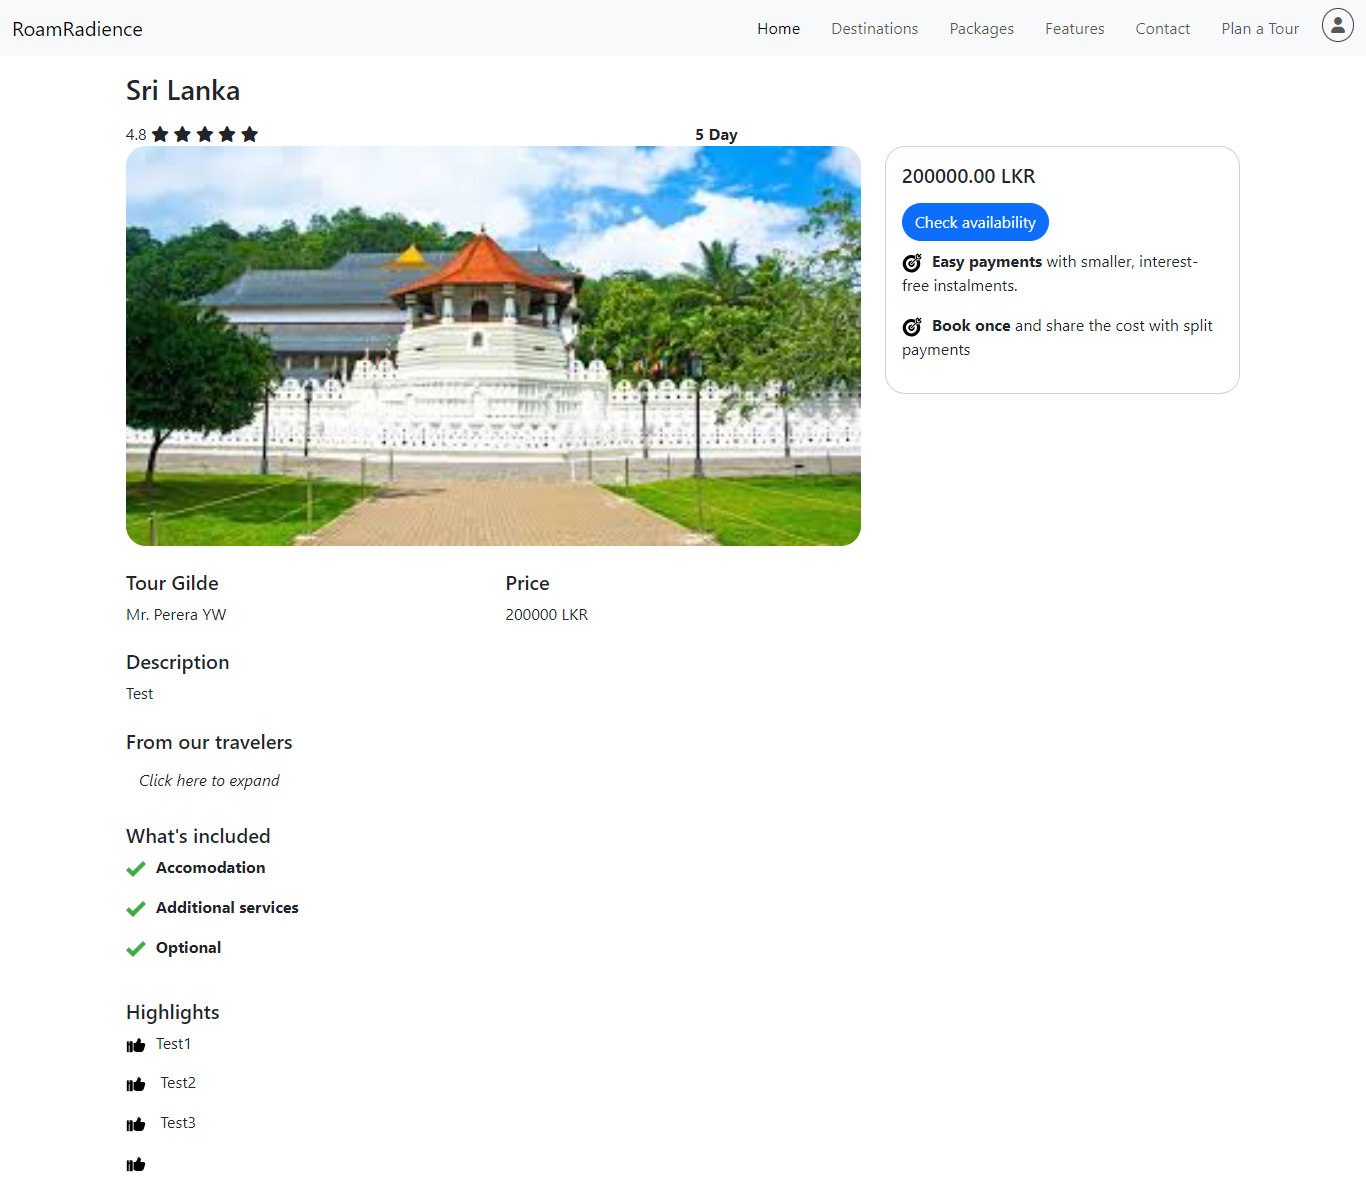 RoamRadience
Home Destinations Packages Features Contact Plan a Tour
Sri Lanka
4.8
5 Day
200000.00 LKR
Check availability
Easy payments with smaller, interest-
free instalments.
Book once and share the cost with split
payments
Tour Gilde
Mr. Perera YW
Price
200000 LKR
Description
Test
From our travelers
Click here to expand
What's included
Accomodation
Additional services
Optional
Highlights
Test1
Test2
Test3